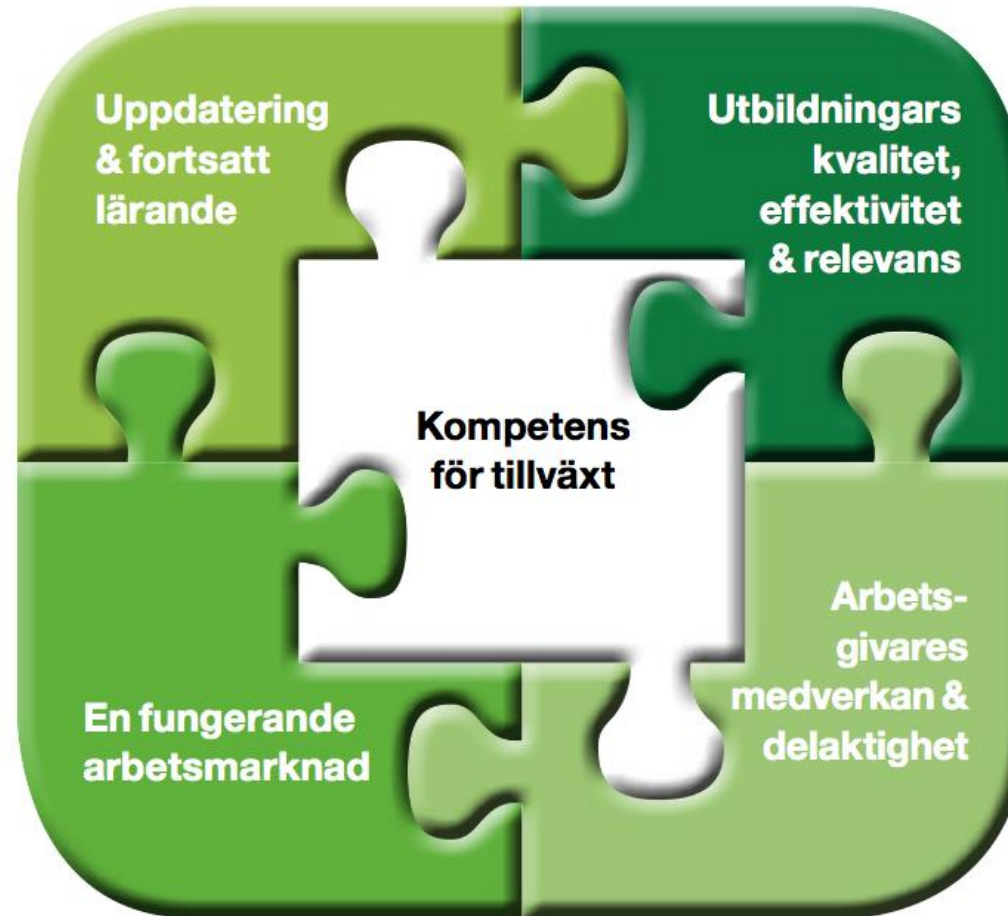 Uppdatering
& fortsatt
lärande
Utbildningars
kvalitet,
effektivitet
& relevans
Kompetens
för tillväxt
En fungerande
arbetsmarknad
Arbets-
givares
medverkan &
delaktighet